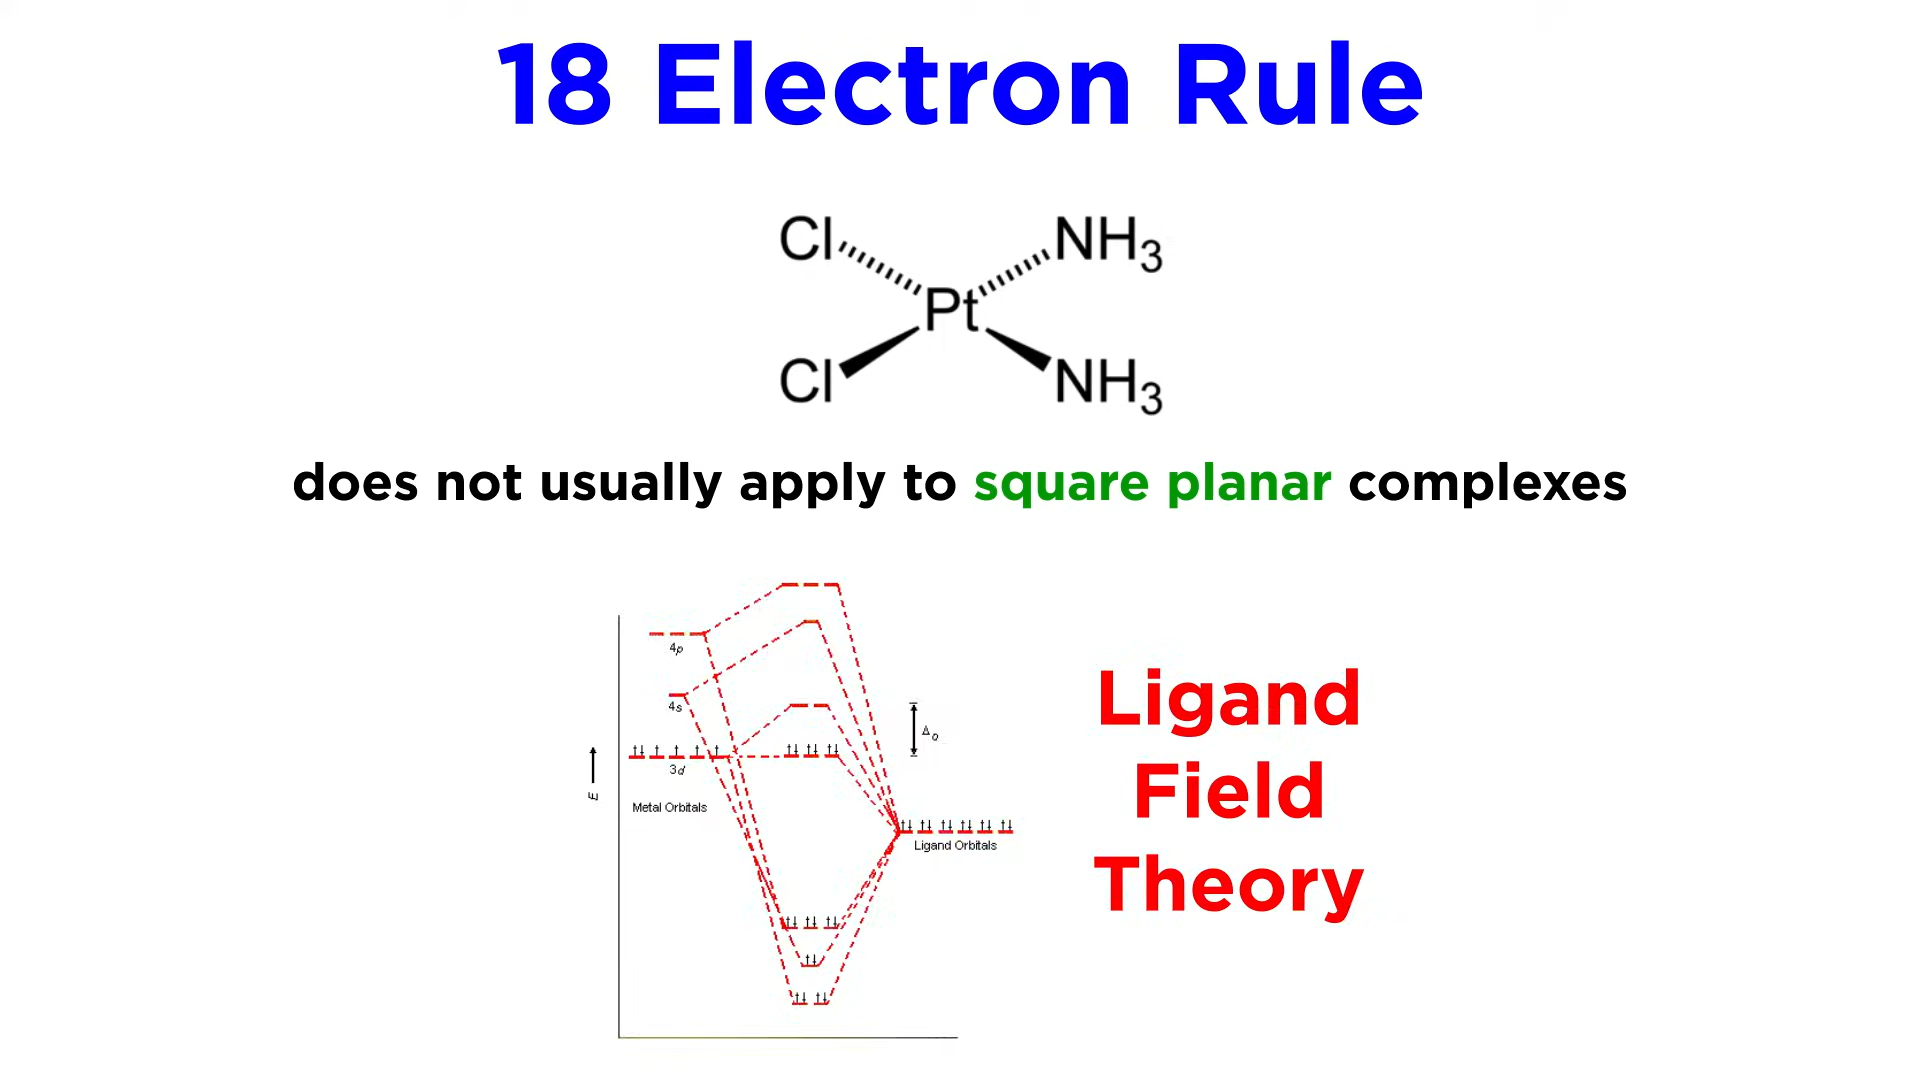 18 Electron Rule
Cl NH3
Pt
Cl NH3
does not usually apply to square planar complexes
4p
4s
Δo
3d
E
Metal Orbitals
Ligand Orbitals
Ligand
Field
Theory